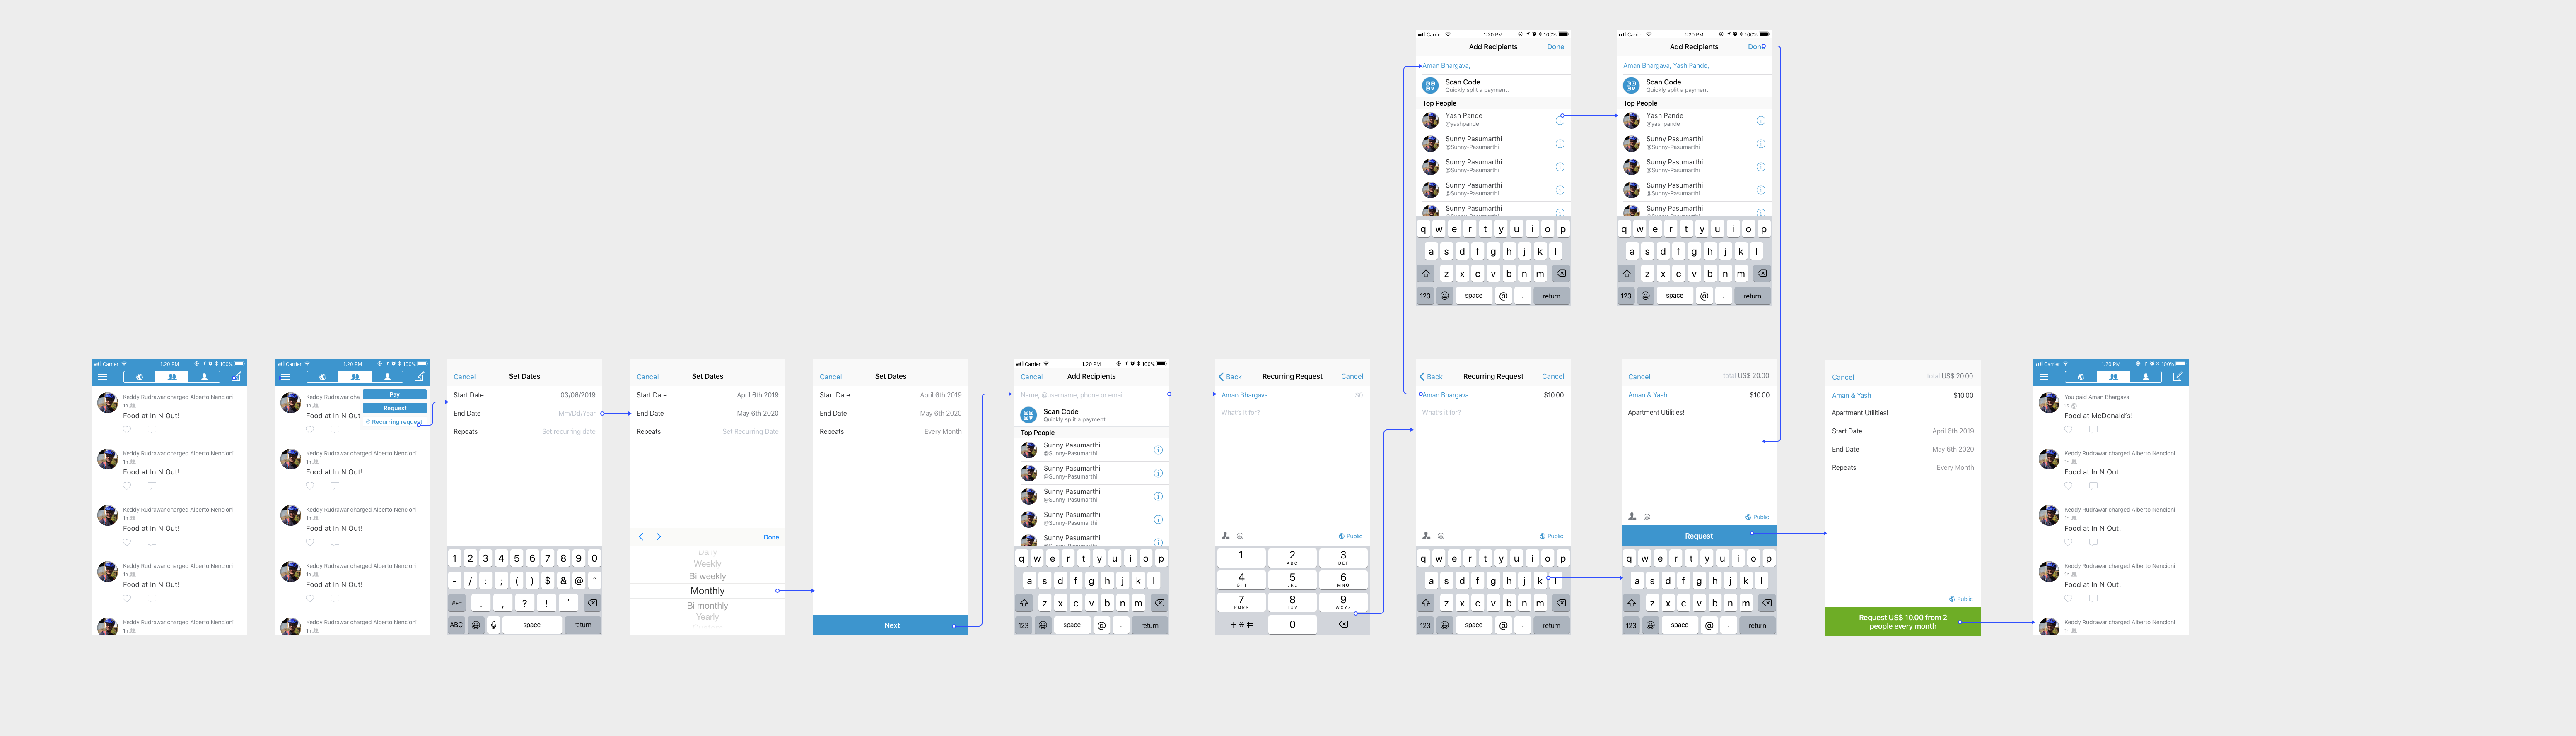 Carrier 1:20 PM 100%
Add Recipients Done
Aman Bhargava,
Scan Code
Quickly split a payment.
Top People
Yash Pande
@yashpande
Sunny Pasumarthi
@Sunny-Pasumarthi
Sunny Pasumarthi
@Sunny-Pasumarthi
Sunny Pasumarthi
@Sunny-Pasumarthi
Sunny Pasumarthi
@Sunny-Pasumarthi
q w e r t y u i o p
a s d f g h j k l
z x c v b n m
123 space @ . return
Carrier 1:20 PM 100%
Add Recipients Done
Aman Bhargava, Yash Pande,
Scan Code
Quickly split a payment.
Top People
Yash Pande
@yashpande
Sunny Pasumarthi
@Sunny-Pasumarthi
Sunny Pasumarthi
@Sunny-Pasumarthi
Sunny Pasumarthi
@Sunny-Pasumarthi
Sunny Pasumarthi
@Sunny-Pasumarthi
q w e r t y u i o p
a s d f g h j k l
z x c v b n m
123 space @ . return
Carrier 1:20 PM 100%
Keddy Rudrawar charged Alberto Nencioni
1h
Food at In N Out!
Keddy Rudrawar charged Alberto Nencioni
1h
Food at In N Out!
Keddy Rudrawar charged Alberto Nencioni
1h
Food at In N Out!
Keddy Rudrawar charged Alberto Nencioni
1h
Food at In N Out!
Keddy Rudrawar charged Alberto Nencioni
Carrier 1:20 PM 100%
Pay
Request
Recurring request
Keddy Rudrawar cha
1h
Food at In N Out!
Keddy Rudrawar charged Alberto Nencioni
1h
Food at In N Out!
Keddy Rudrawar charged Alberto Nencioni
1h
Food at In N Out!
Keddy Rudrawar charged Alberto Nencioni
1h
Food at In N Out!
Keddy Rudrawar charged Alberto Nencioni
Cancel Set Dates
Start Date 03/06/2019
End Date Mm/Dd/Year
Repeats Set recurring date
1 2 3 4 5 6 7 8 9 0
- / : ; ( ) $ & @ ”
#+= . , ? ! ’
ABC space return
Cancel Set Dates
Start Date April 6th 2019
End Date May 6th 2020
Repeats Set Recurring Date
Done
Daily
Weekly
Bi weekly
Monthly
Bi monthly
Yearly
Cancel Set Dates
Start Date April 6th 2019
End Date May 6th 2020
Repeats Every Month
Next
Carrier 1:20 PM 100%
Cancel Add Recipients
Name, @username, phone or email
Scan Code
Quickly split a payment.
Top People
Sunny Pasumarthi
@Sunny-Pasumarthi
Sunny Pasumarthi
@Sunny-Pasumarthi
Sunny Pasumarthi
@Sunny-Pasumarthi
Sunny Pasumarthi
@Sunny-Pasumarthi
Sunny Pasumarthi
q w e r t y u i o p
a s d f g h j k l
z x c v b n m
123 space @ . return
Back Recurring Request Cancel
Aman Bhargava $0
What's it for?
Public
1 2 3
ABC DEF
4 5 6
GHI JKL MNO
7 8 9
PQRS TUV WXYZ
+*# 0
Back Recurring Request Cancel
Aman Bhargava $10.00
What's it for?
Public
q w e r t y u i o p
a s d f g h j k l
z x c v b n m
123 space @ . return
Cancel total US$ 20.00
Aman & Yash $10.00
Apartment Utilities!
Public
Request
q w e r t y u i o p
a s d f g h j k l
z x c v b n m
123 space @ . return
Cancel total US$ 20.00
Aman & Yash $10.00
Apartment Utilities!
Start Date April 6th 2019
End Date May 6th 2020
Repeats Every Month
Public
Request US$ 10.00 from 2
people every month
Carrier 1:20 PM 100%
You paid Aman Bhargava
1h
Food at McDonald's!
Keddy Rudrawar charged Alberto Nencioni
1h
Food at In N Out!
Keddy Rudrawar charged Alberto Nencioni
1h
Food at In N Out!
Keddy Rudrawar charged Alberto Nencioni
1h
Food at In N Out!
Keddy Rudrawar charged Alberto Nencioni